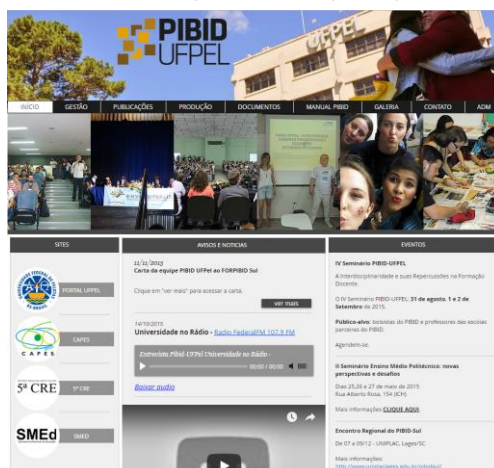 PIBID
UFPEL
UFPEL
INÍCIO GESTÃO PUBLICAÇÕES PRODUÇÃO DOCUMENTOS MANUAL PIBID GALERIA CONTATO ADM
SITES
PORTAL UFPEL
CAPES
CAPES
5ª CRE
5ª CRE
SMEd
SMED
AVISOS E NOTICIAS
11/11/2015
Carta da equipe PIBID UFPel ao FORPIBID Sul
Clique em "ver mais" para acessar a carta.
ver mais
14/10/2015
Universidade no Rádio - Radio FederalFM 107.9 FM
Entrevista Pibid-UFPel Universidade no Rádio -
00:00 / 00:00
Baixar audio
EVENTOS
IV Seminário PIBID-UFPEL
A Interdisciplinaridade e suas Repercussões na Formação
Docente.
O IV Seminário PIBID-UFPEL: 31 de agosto, 1 e 2 de
Setembro de 2015.
Público-alvo: bolsistas do PIBID e professores das escolas
parceiras do PIBID.
Agendem-se.
II Seminário Ensino Médio Politécnico: novas
perspectivas e desafios
Dias 25,26 e 27 de maio de 2015
Rua Alberto Rosa, 154 (ICH)
Mais informações CLIQUE AQUI.
Encontro Regional do PIBID-Sul
De 07 a 09/12 - UNIPLAC, Lages/SC
Mais informações: